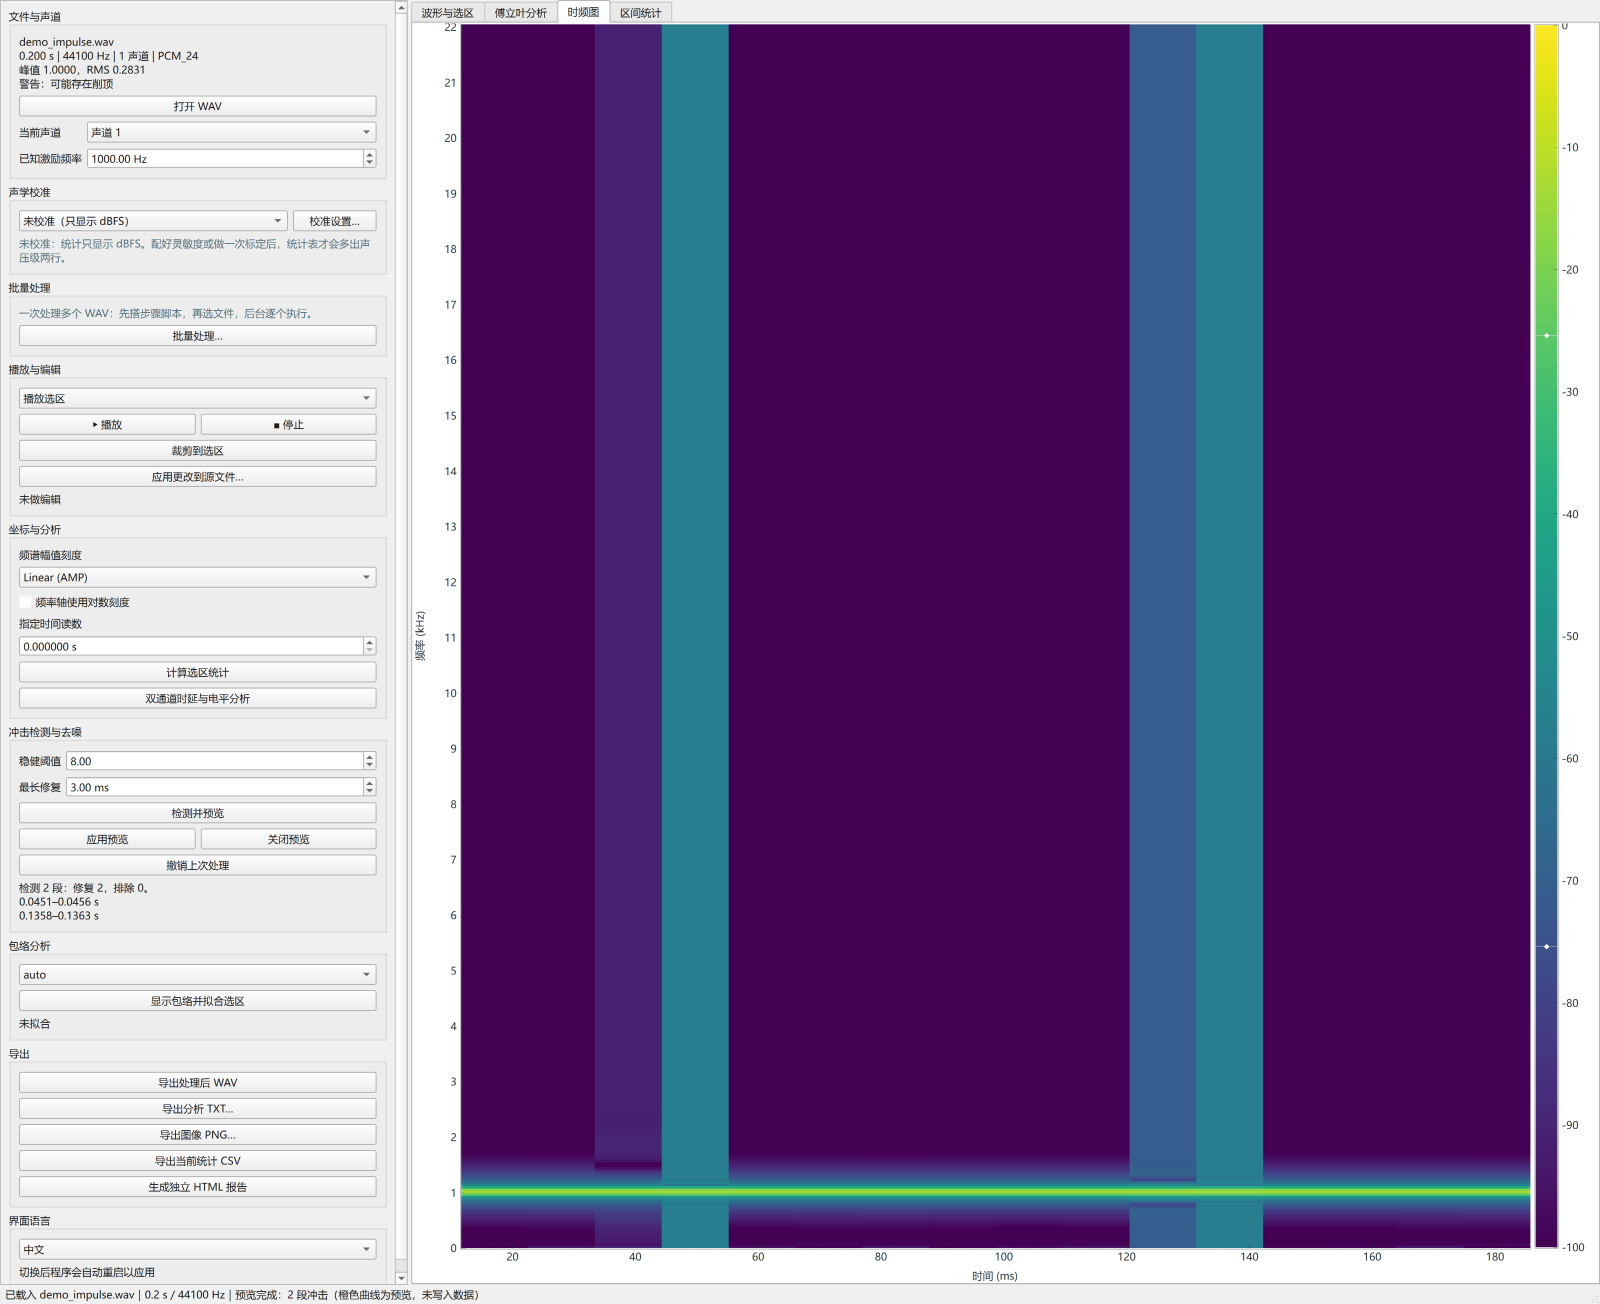 文件与声道
demo_impulse.wav
0.200 s | 44100 Hz | 1 声道 | PCM_24
峰值 1.0000，RMS 0.2831
警告：可能存在削顶
打开 WAV
当前声道 声道 1
已知激励频率 1000.00 Hz
声学校准
未校准（只显示 dBFS） 校准设置...
未校准：统计只显示 dBFS。配好灵敏度或做一次标定后，统计表才会多出声
压级两行。
批量处理
一次处理多个 WAV：先搭步骤脚本，再选文件，后台逐个执行。
批量处理...
播放与编辑
播放选区
播放 停止
裁剪到选区
应用更改到源文件...
未做编辑
坐标与分析
频谱幅值刻度
Linear (AMP)
频率轴使用对数刻度
指定时间读数
0.000000 s
计算选区统计
双通道时延与电平分析
冲击检测与去噪
稳健阈值 8.00
最长修复 3.00 ms
检测并预览
应用预览 关闭预览
撤销上次处理
检测 2 段：修复 2，排除 0。
0.0451–0.0456 s
0.1358–0.1363 s
包络分析
auto
显示包络并拟合选区
未拟合
导出
导出处理后 WAV
导出分析 TXT...
导出图像 PNG...
导出当前统计 CSV
生成独立 HTML 报告
界面语言
中文
切换后程序会自动重启以应用
波形与选区 傅立叶分析 时频图 区间统计
频率 (kHz)
22
21
20
19
18
17
16
15
14
13
12
11
10
9
8
7
6
5
4
3
2
1
0
20 40 60 80 100 120 140 160 180
时间 (ms)
0
-10
-20
-30
-40
-50
-60
-70
-80
-90
-100
已载入 demo_impulse.wav | 0.2 s / 44100 Hz | 预览完成：2 段冲击（橙色曲线为预览，未写入数据）